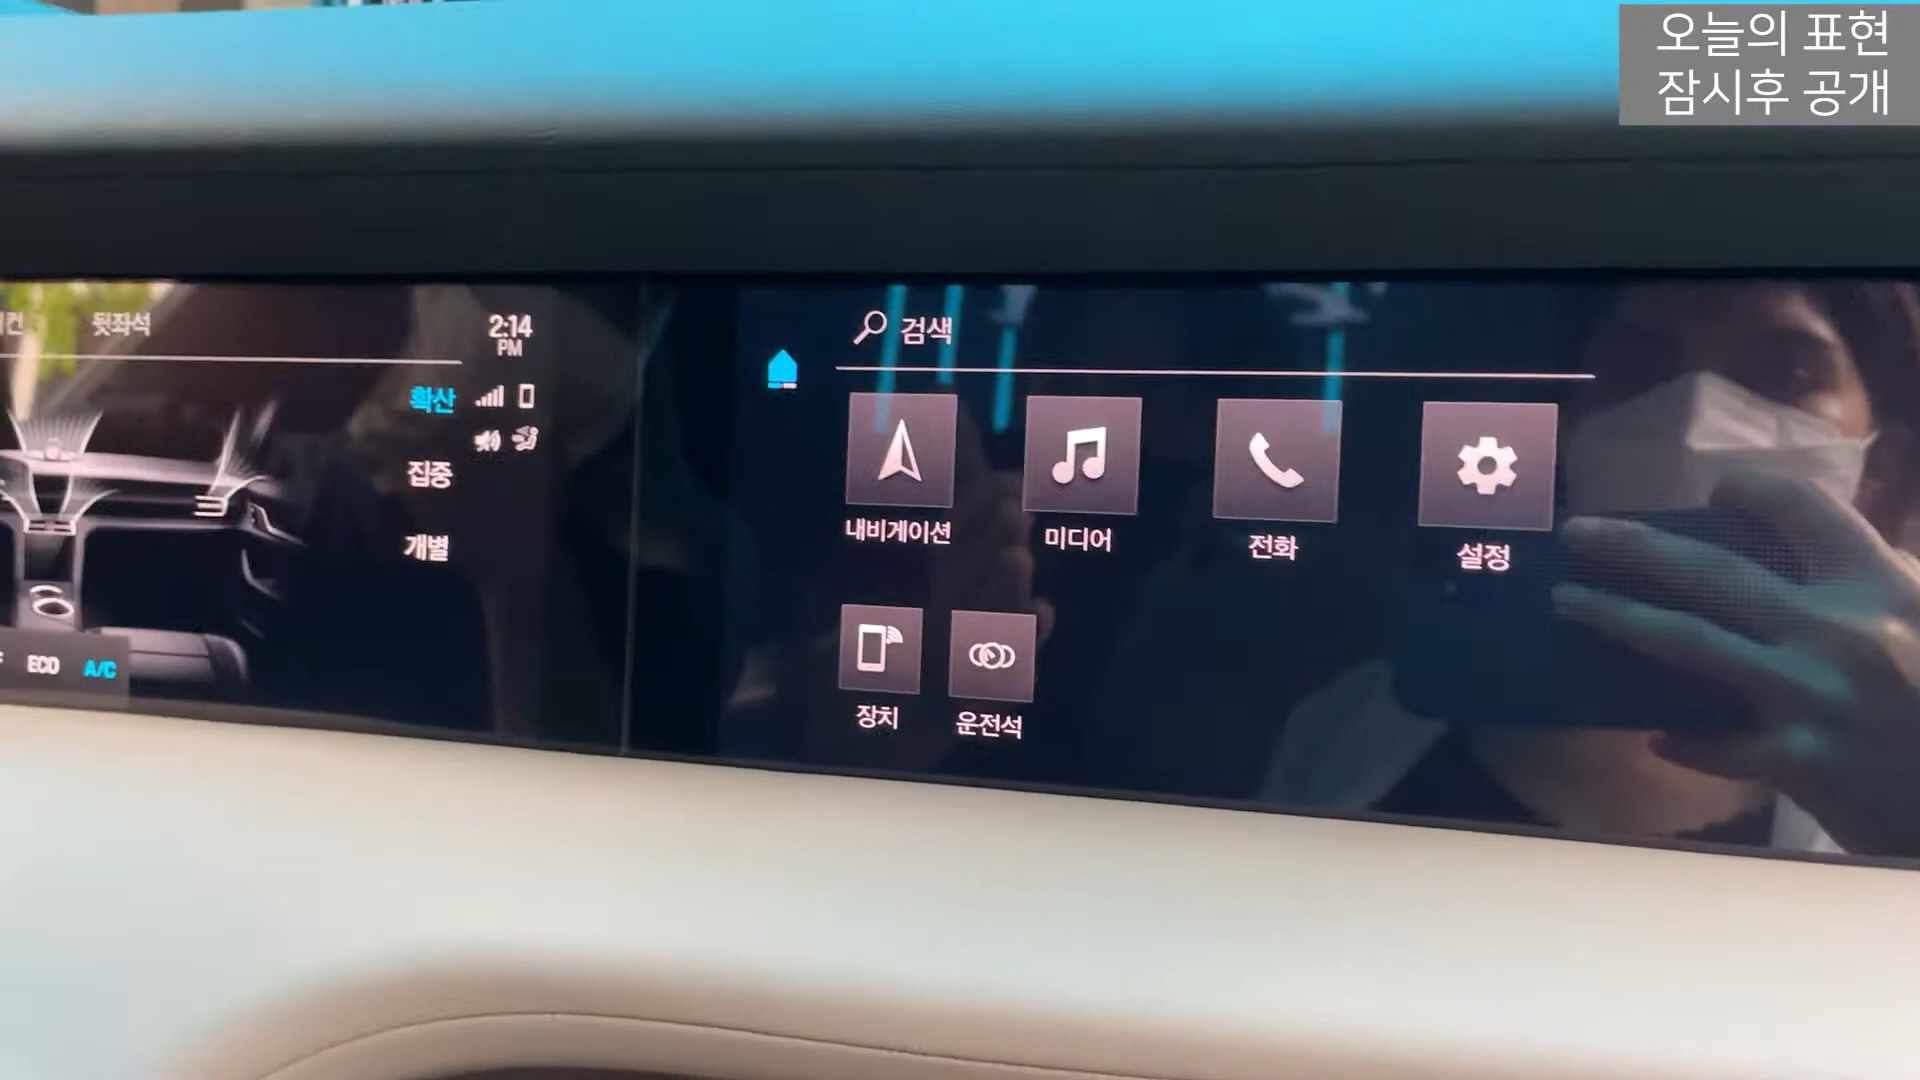 오늘의 표현
잠시후 공개
뒷좌석
2:14
PM
확산
집중
개별
ECO
A/C
검색
내비게이션
미디어
전화
설정
장치
운전석